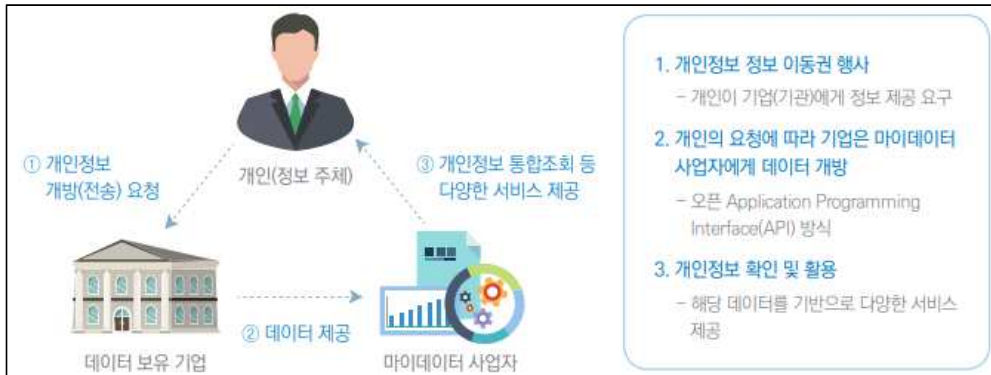 ① 개인정보
개방(전송) 요청
개인(정보 주체)
③ 개인정보 통합조회 등
다양한 서비스 제공
② 데이터 제공
데이터 보유 기업
마이데이터 사업자
1. 개인정보 정보 이동권 행사
- 개인이 기업(기관)에게 정보 제공 요구
2. 개인의 요청에 따라 기업은 마이데이터
사업자에게 데이터 개방
- 오픈 Application Programming
Interface(API) 방식
3. 개인정보 확인 및 활용
- 해당 데이터를 기반으로 다양한 서비스
제공